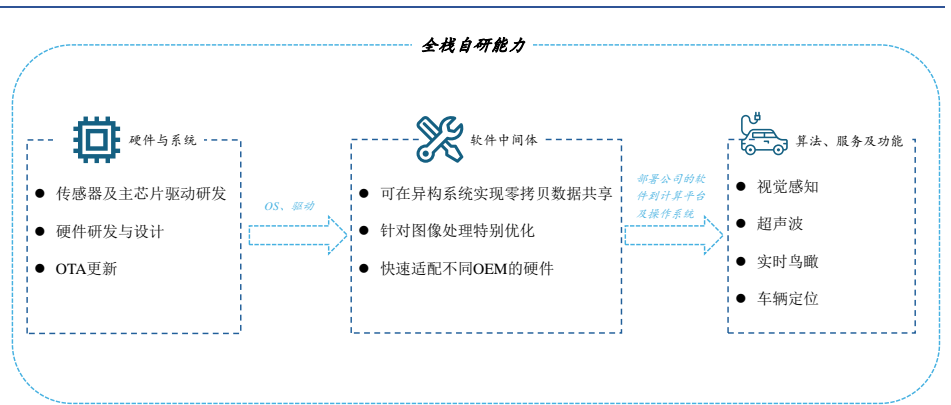 全栈自研能力
硬件与系统
● 传感器及主芯片驱动研发
● 硬件研发与设计
● OTA更新
OS、驱动
软件中间体
● 可在异构系统实现零拷贝数据共享
● 针对图像处理特别优化
● 快速适配不同OEM的硬件
部署公司的软
件到计算平台
及操作系统
算法、服务及功能
● 视觉感知
● 超声波
● 实时鸟瞰
● 车辆定位